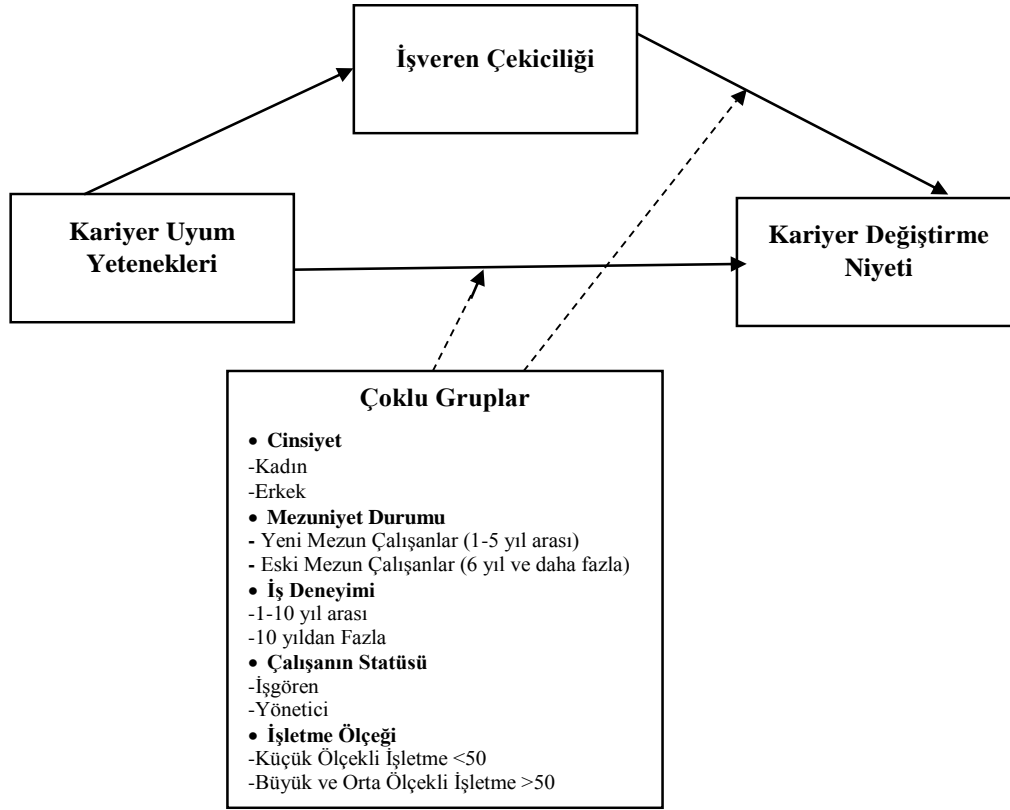 İşveren Çekiciliği
Kariyer Uyum
Yetenekleri
Kariyer Değiştirme
Niyeti
Çoklu Gruplar
• Cinsiyet
-Kadın
-Erkek
• Mezuniyet Durumu
- Yeni Mezun Çalışanlar (1-5 yıl arası)
- Eski Mezun Çalışanlar (6 yıl ve daha fazla)
• İş Deneyimi
-1-10 yıl arası
-10 yıldan Fazla
• Çalışanın Statüsü
-İşgören
-Yönetici
• İşletme Ölçeği
-Küçük Ölçekli İşletme <50
-Büyük ve Orta Ölçekli İşletme >50